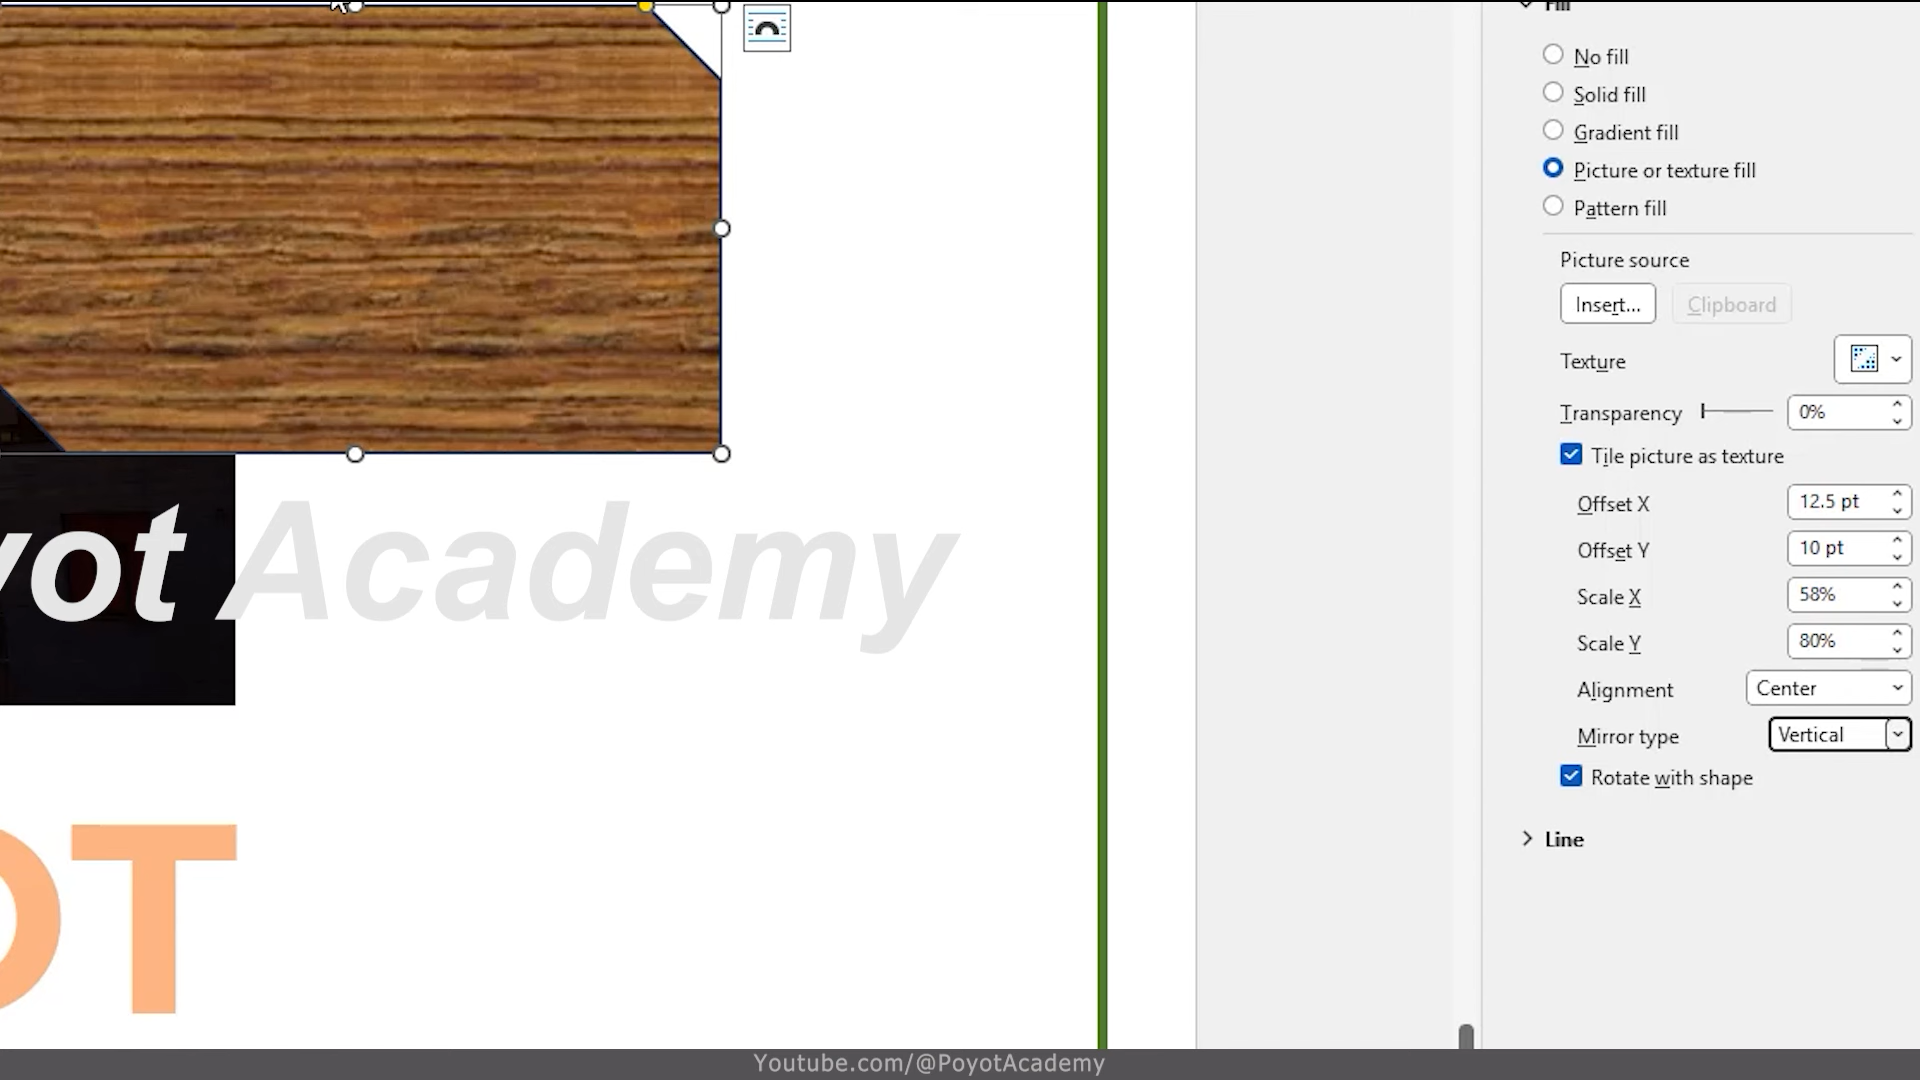 Fill
No fill
Solid fill
Gradient fill
Picture or texture fill
Pattern fill
Picture source
Insert...
Clipboard
Texture
Transparency
0%
Tile picture as texture
Offset X
12.5 pt
Offset Y
10 pt
Scale X
58%
Scale Y
80%
Alignment
Center
Mirror type
Vertical
Rotate with shape
Line
yot Academy
OT
Youtube.com/@PoyotAcademy